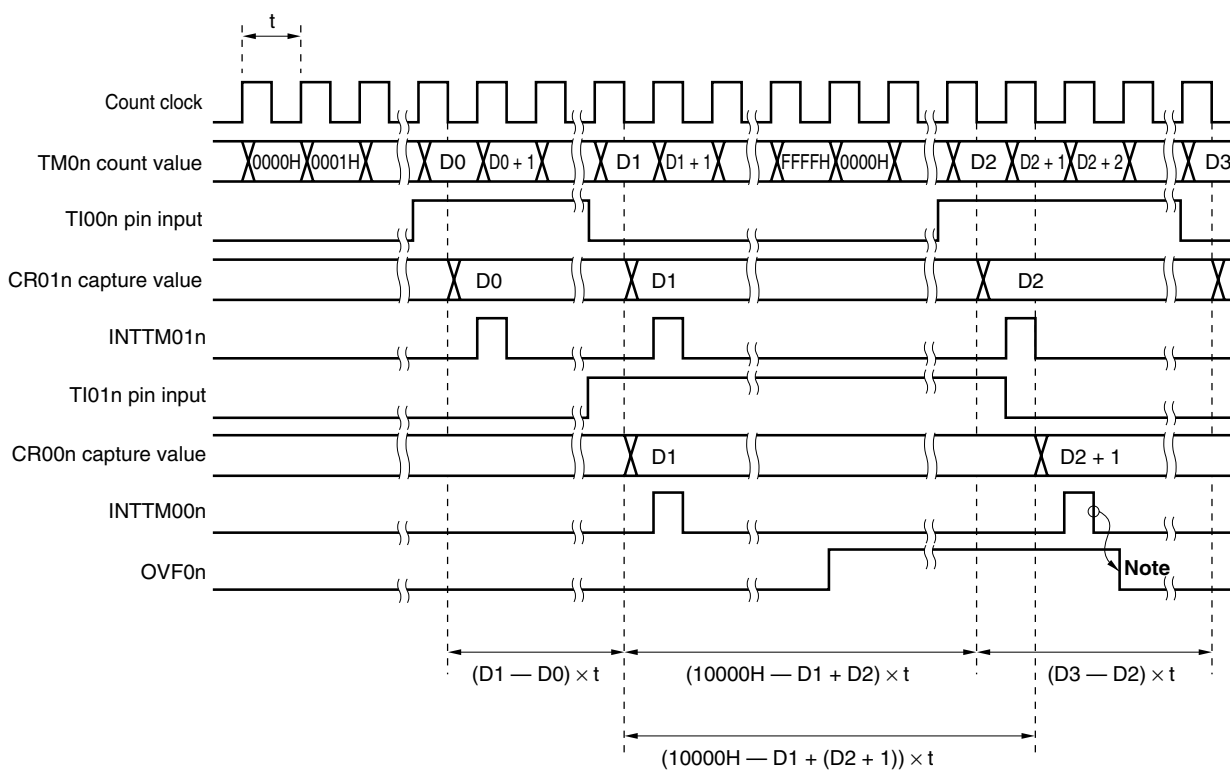 t
Count clock
TM0n count value 0000H 0001H D0 D0 + 1 D1 D1 + 1 FFFFH 0000H D2 D2 + 1 D2 + 2 D3
TI00n pin input
CR01n capture value D0 D1 D2
INTTM01n
TI01n pin input
CR00n capture value D1 D2 + 1
INTTM00n
OVF0n Note
(D1 — D0) × t (10000H — D1 + D2) × t (D3 — D2) × t
(10000H — D1 + (D2 + 1)) × t